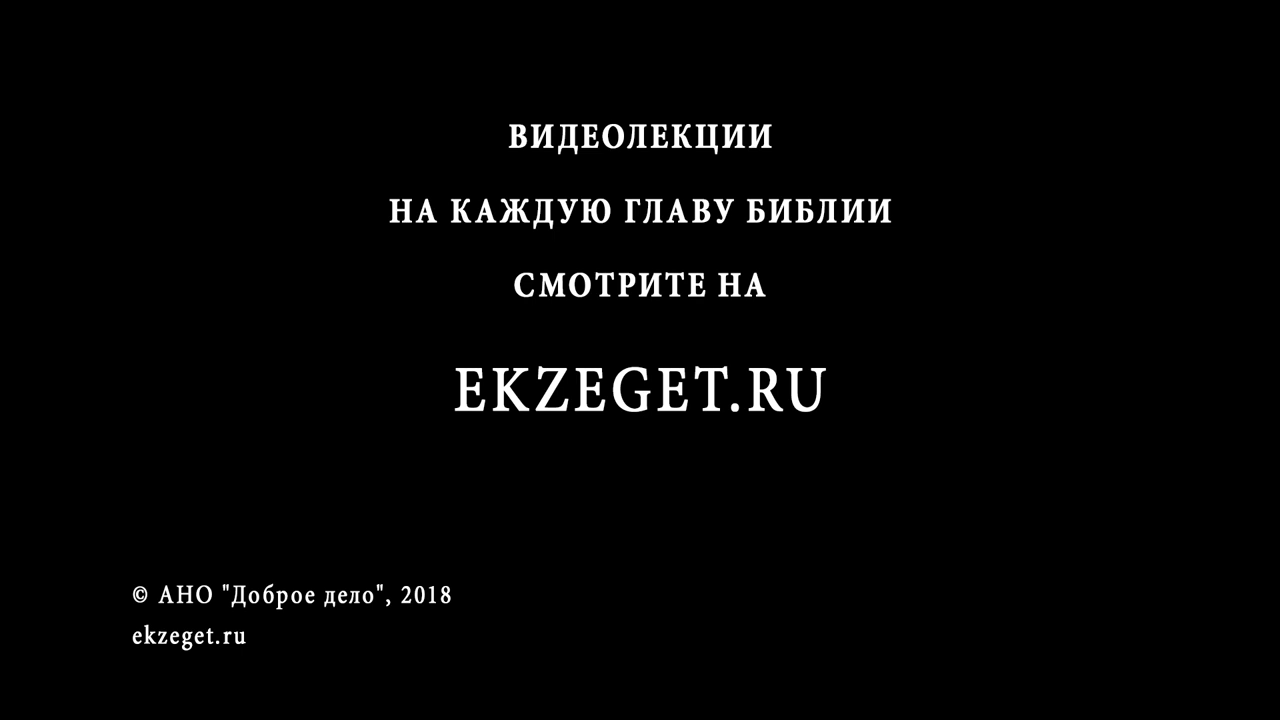 ВИДЕОЛЕКЦИИ
НА КАЖДУЮ ГЛАВУ БИБЛИИ
СМОТРИТЕ НА
EKZEGET.RU
© АНО "Доброе дело", 2018
ekzeget.ru